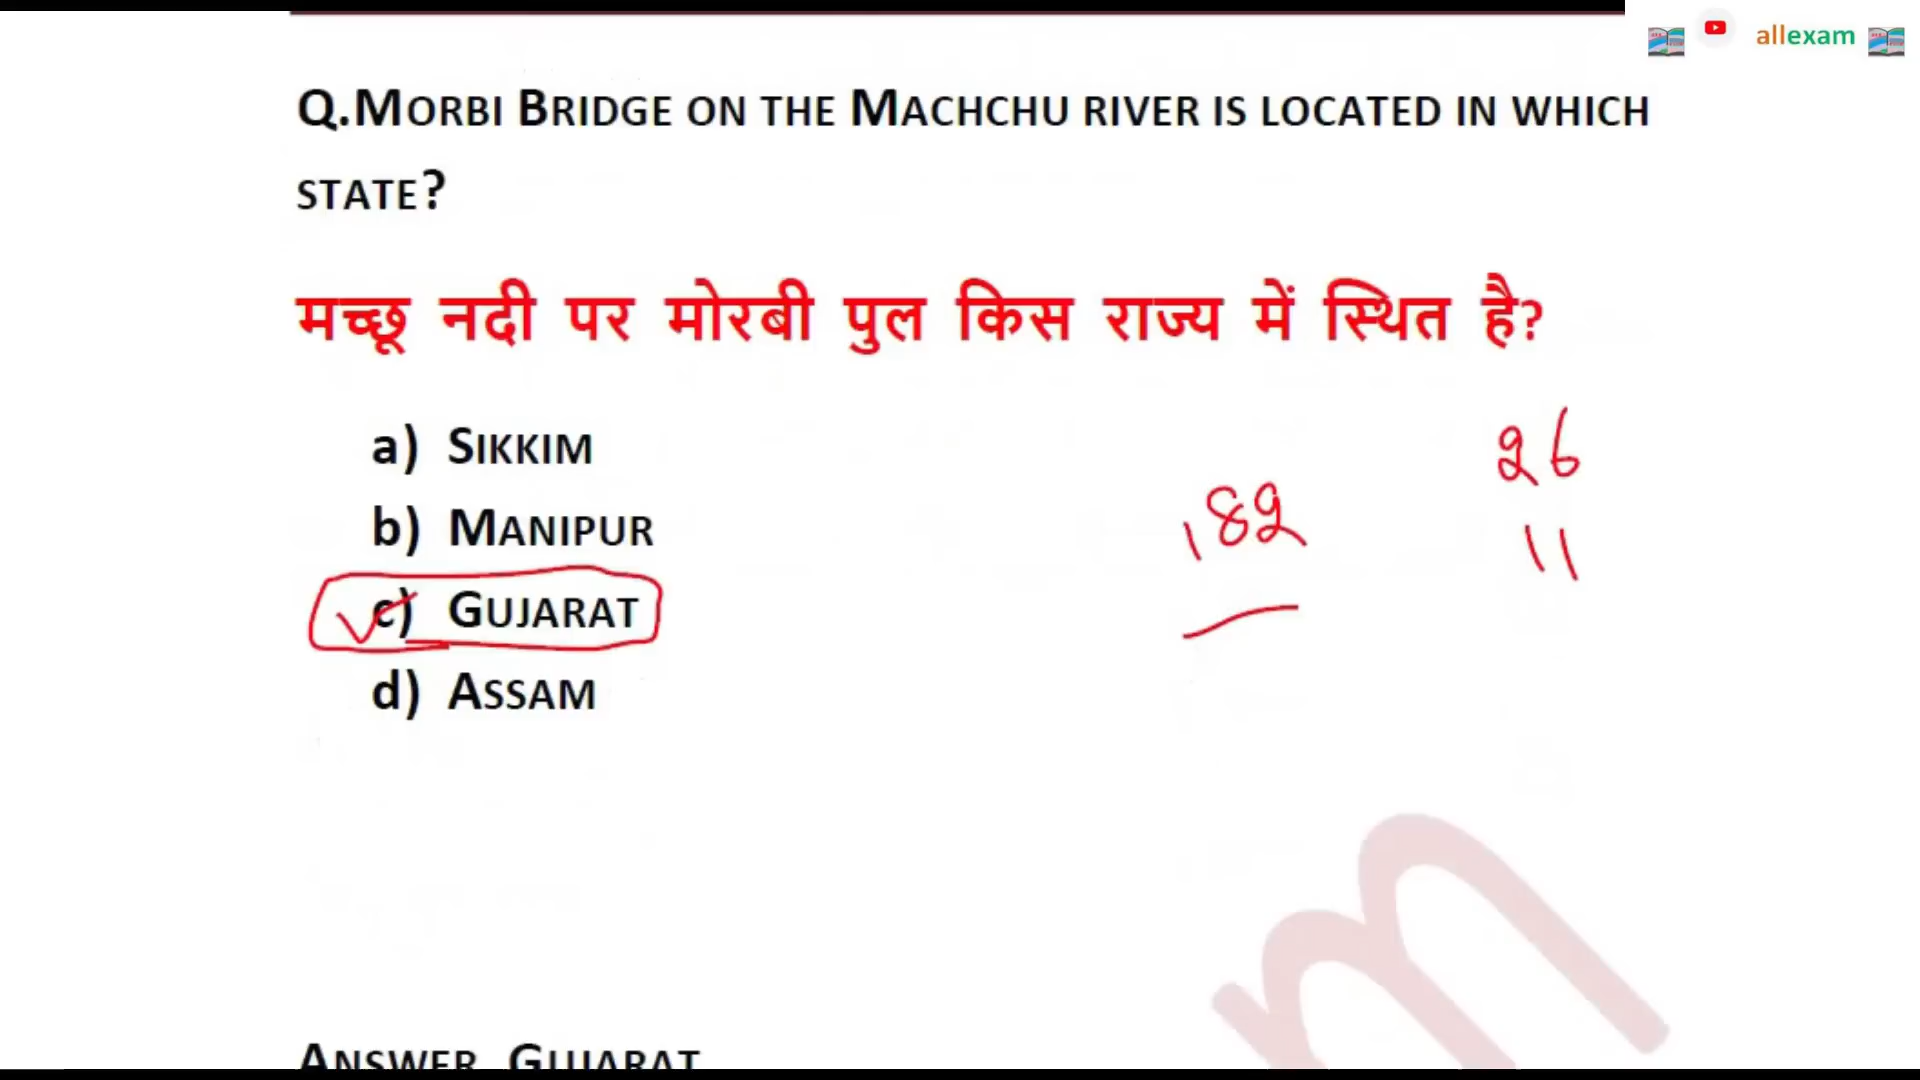 allexam
Q.Morbi Bridge on the Machchu river is located in which
state?
मच्छू नदी पर मोरबी पुल किस राज्य में स्थित है?
a) Sikkim
b) Manipur
c) Gujarat
d) Assam
26
182
11
Answer Gujarat
m